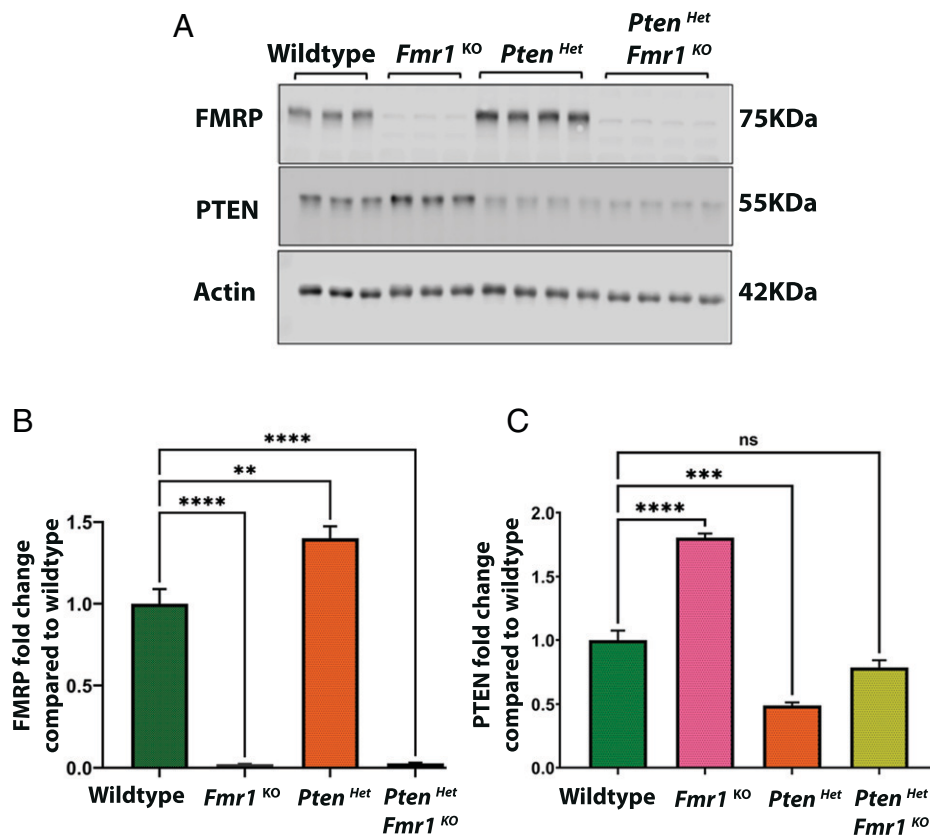 A
Wildtype
Fmr1 KO
Pten Het
Pten Het
Fmr1 KO
FMRP
75KDa
PTEN
55KDa
Actin
42KDa
B
****
**
****
FMRP fold change
compared to wildtype
1.5
1.0
0.5
0.0
Wildtype
Fmr1 KO
Pten Het
Pten Het
Fmr1 KO
C
ns
***
****
PTEN fold change
compared to wildtype
2.0
1.5
1.0
0.5
0.0
Wildtype
Fmr1 KO
Pten Het
Pten Het
Fmr1 KO